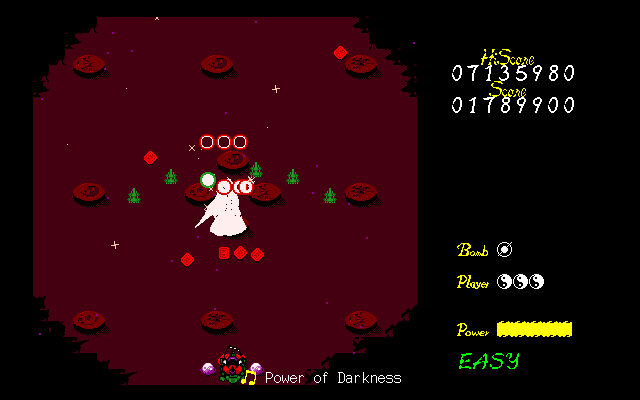 HiScore
07135980
Score
01789900
Bomb
Player
Power
EASY
Power of Darkness